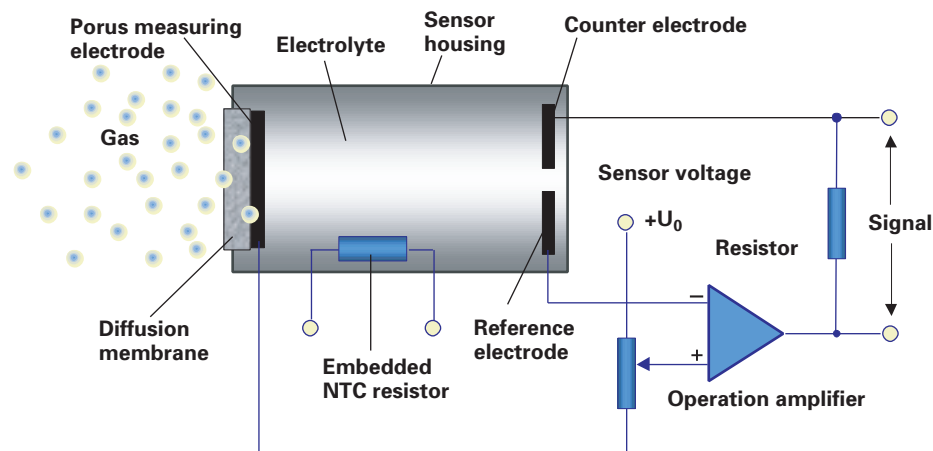 Porus measuring
electrode
Electrolyte
Sensor
housing
Counter electrode
Gas
Sensor voltage
+U₀
Resistor
Signal
−
+
Diffusion
membrane
Embedded
NTC resistor
Reference
electrode
Operation amplifier